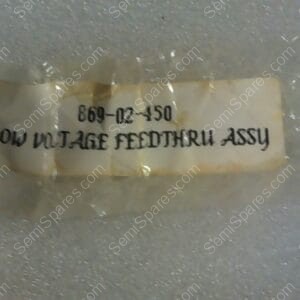 869-02-450
OW VOLTAGE FEEDTHRU ASSY
SemiSpares.com